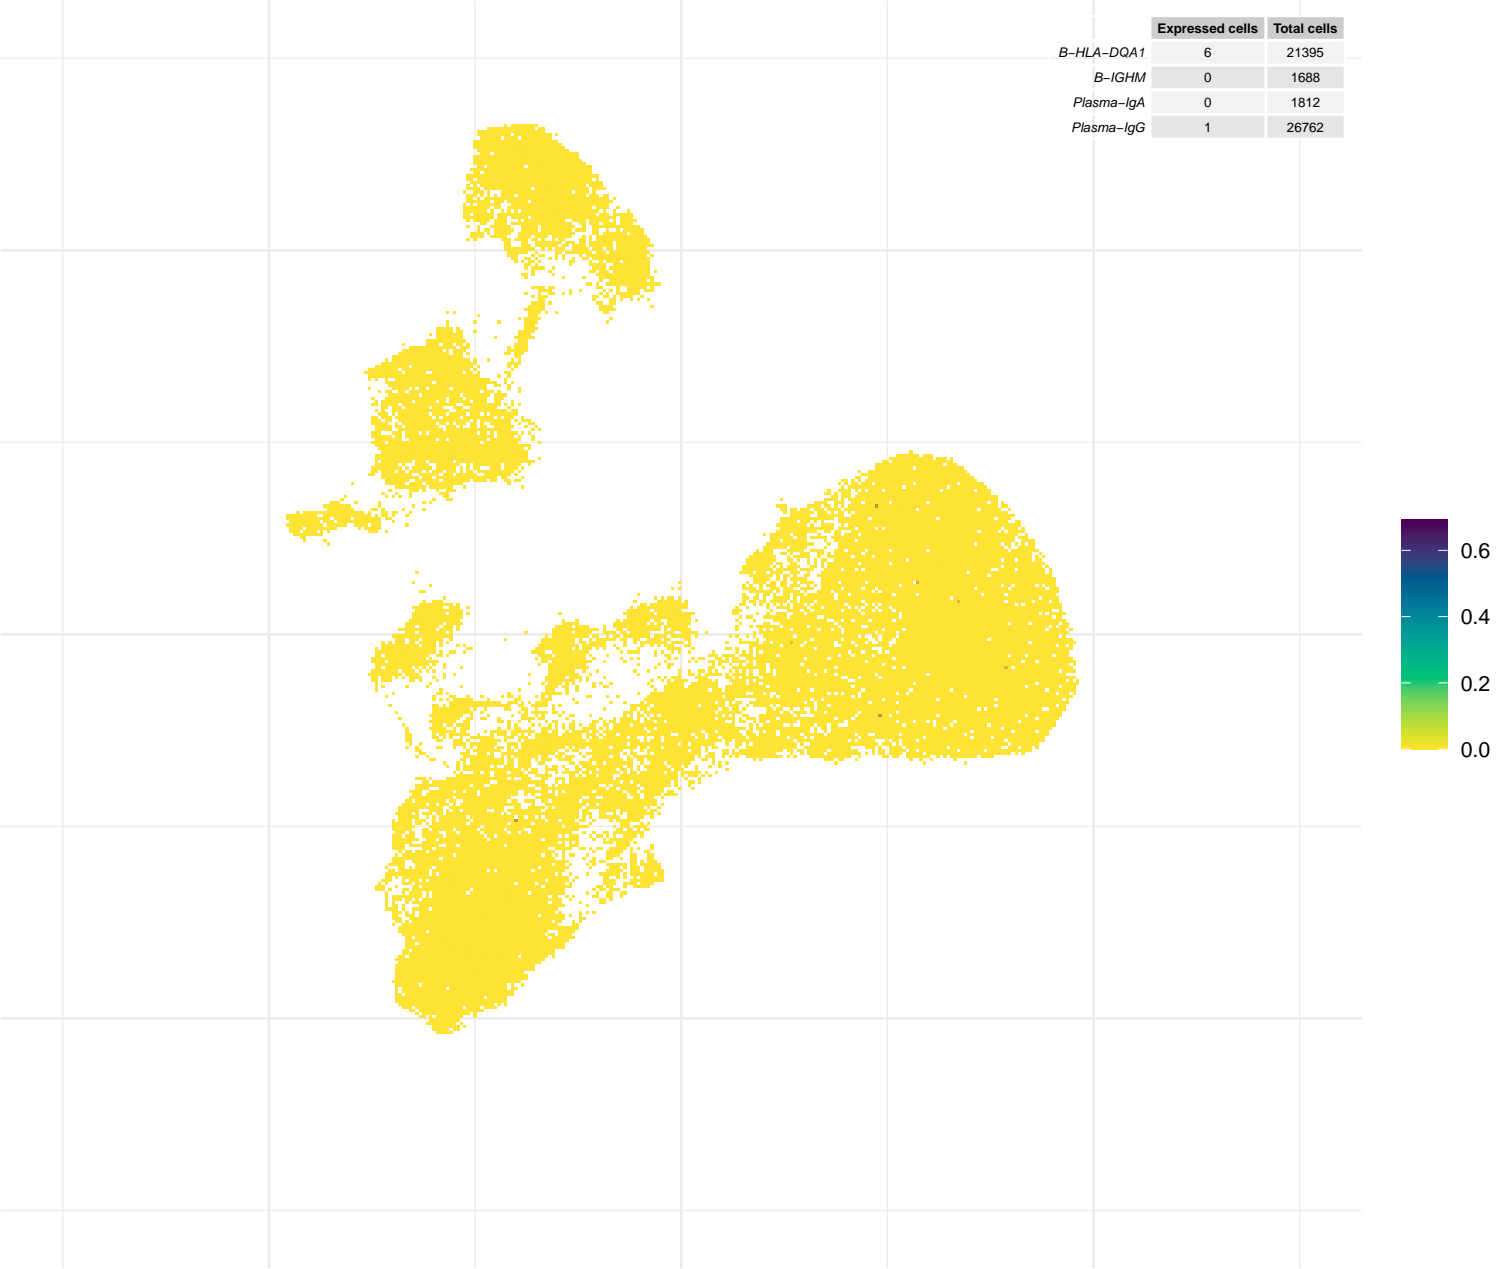 Expressed cells Total cells
B−HLA−DQA1 6 21395
B−IGHM 0 1688
Plasma−IgA 0 1812
Plasma−IgG 1 26762
0.6
0.4
0.2
0.0